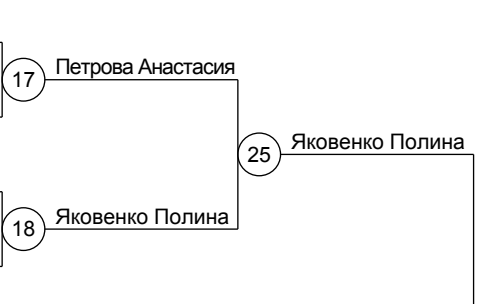 17 Петрова Анастасия
25 Яковенко Полина
18 Яковенко Полина